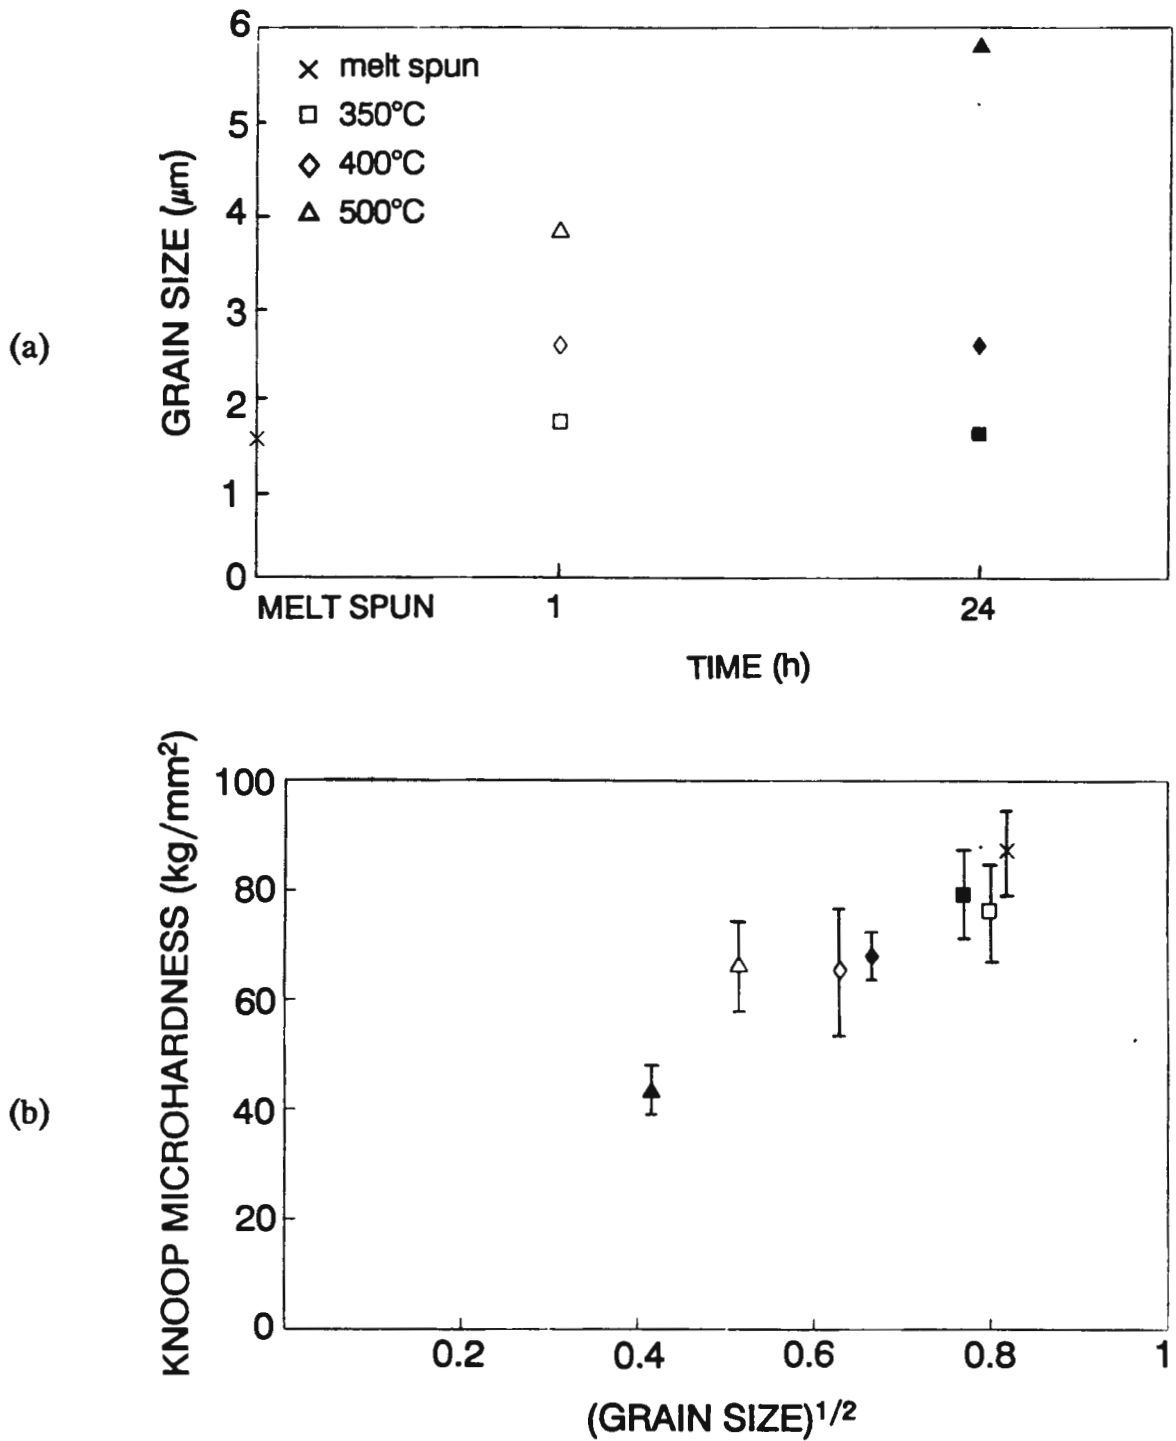 6
× melt spun
□ 350°C
5
◇ 400°C
4
△ 500°C
GRAIN SIZE (μm)
3
(a)
2
1
0
MELT SPUN 1 24
TIME (h)
100
KNOOP MICROHARDNESS (kg/mm²)
80
60
(b)
40
20
0
0.2 0.4 0.6 0.8 1
(GRAIN SIZE)^1/2